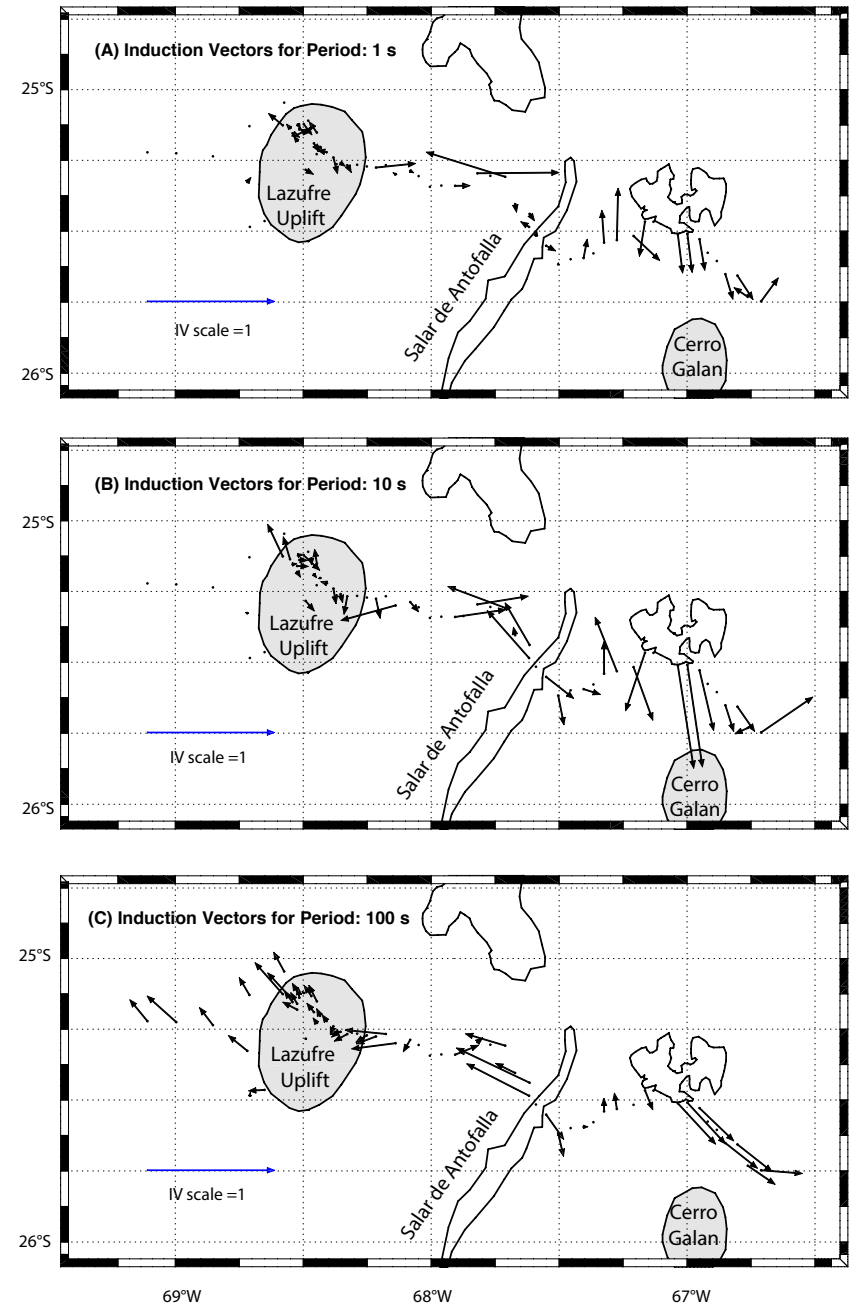 (A) Induction Vectors for Period: 1 s
25°S
Lazufre
Uplift
Salar de Antofalla
IV scale =1
Cerro
Galan
26°S
(B) Induction Vectors for Period: 10 s
25°S
Lazufre
Uplift
Salar de Antofalla
IV scale =1
Cerro
Galan
26°S
(C) Induction Vectors for Period: 100 s
25°S
Lazufre
Uplift
Salar de Antofalla
IV scale =1
Cerro
Galan
26°S
69°W 68°W 67°W